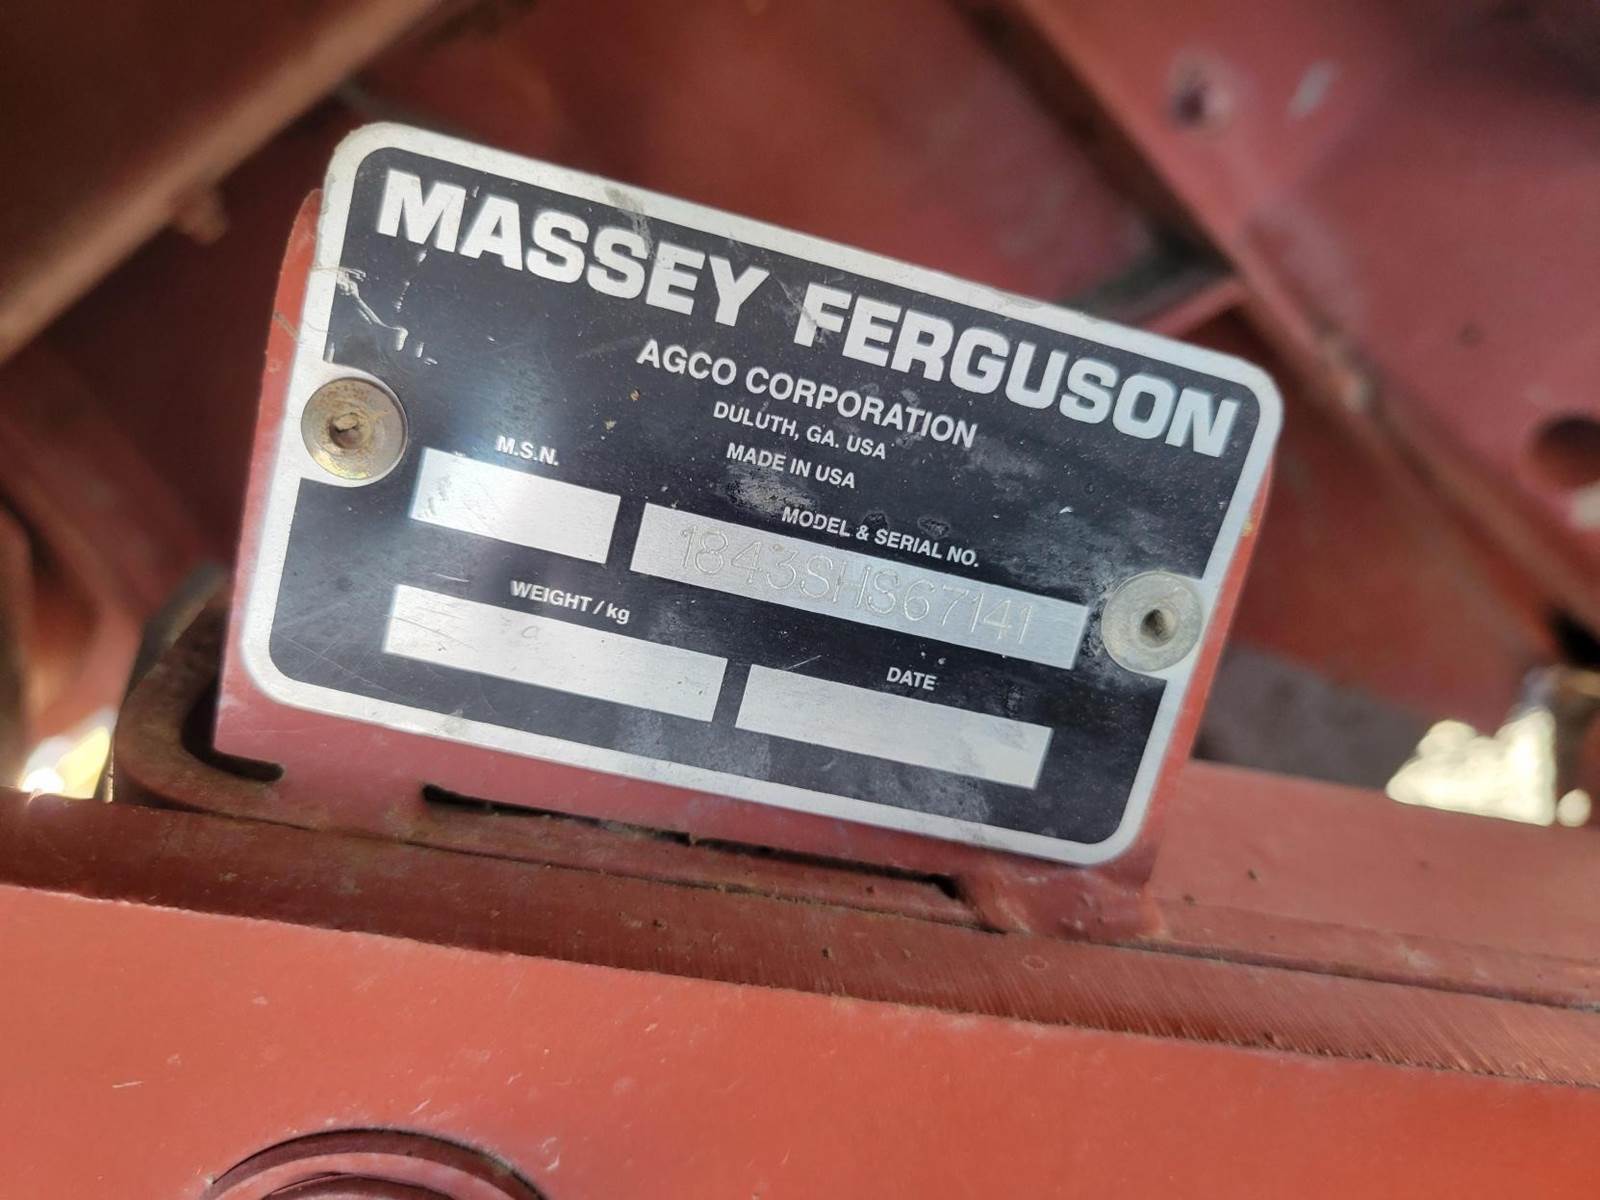 MASSEY FERGUSON
AGCO CORPORATION
DULUTH, GA. USA
MADE IN USA
M.S.N.
MODEL & SERIAL NO.
1843SHS67141
WEIGHT / kg
DATE